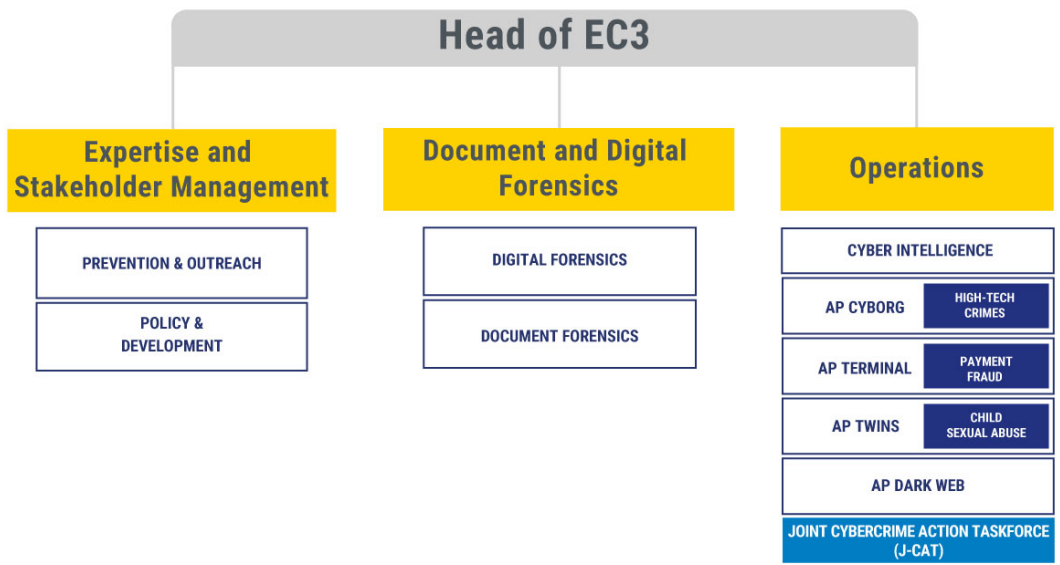 Head of EC3
Expertise and
Stakeholder Management
PREVENTION & OUTREACH
POLICY &
DEVELOPMENT
Document and Digital
Forensics
DIGITAL FORENSICS
DOCUMENT FORENSICS
Operations
CYBER INTELLIGENCE
AP CYBORG
HIGH-TECH
CRIMES
AP TERMINAL
PAYMENT
FRAUD
AP TWINS
CHILD
SEXUAL ABUSE
AP DARK WEB
JOINT CYBERCRIME ACTION TASKFORCE
(J-CAT)